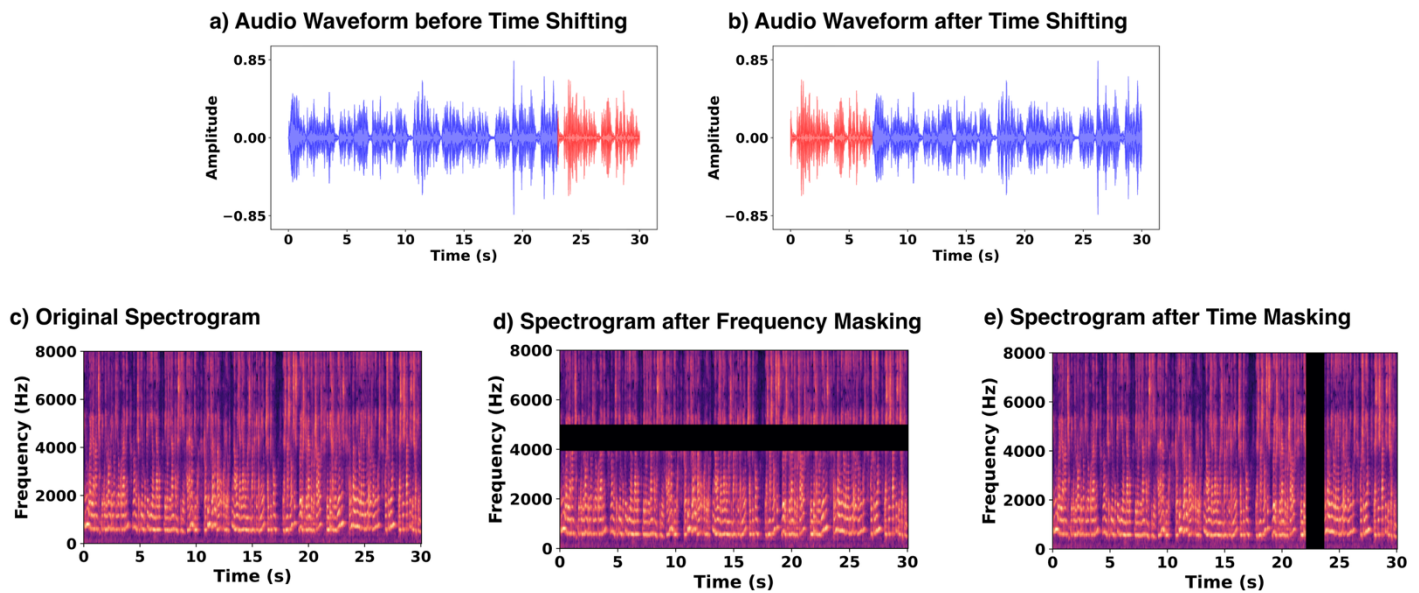 a) Audio Waveform before Time Shifting
0.85
0.00
−0.85
Amplitude
0 5 10 15 20 25 30
Time (s)
b) Audio Waveform after Time Shifting
0.85
0.00
−0.85
Amplitude
0 5 10 15 20 25 30
Time (s)
c) Original Spectrogram
8000
6000
4000
2000
0
Frequency (Hz)
0 5 10 15 20 25 30
Time (s)
d) Spectrogram after Frequency Masking
8000
6000
4000
2000
0
Frequency (Hz)
0 5 10 15 20 25 30
Time (s)
e) Spectrogram after Time Masking
8000
6000
4000
2000
0
Frequency (Hz)
0 5 10 15 20 25 30
Time (s)